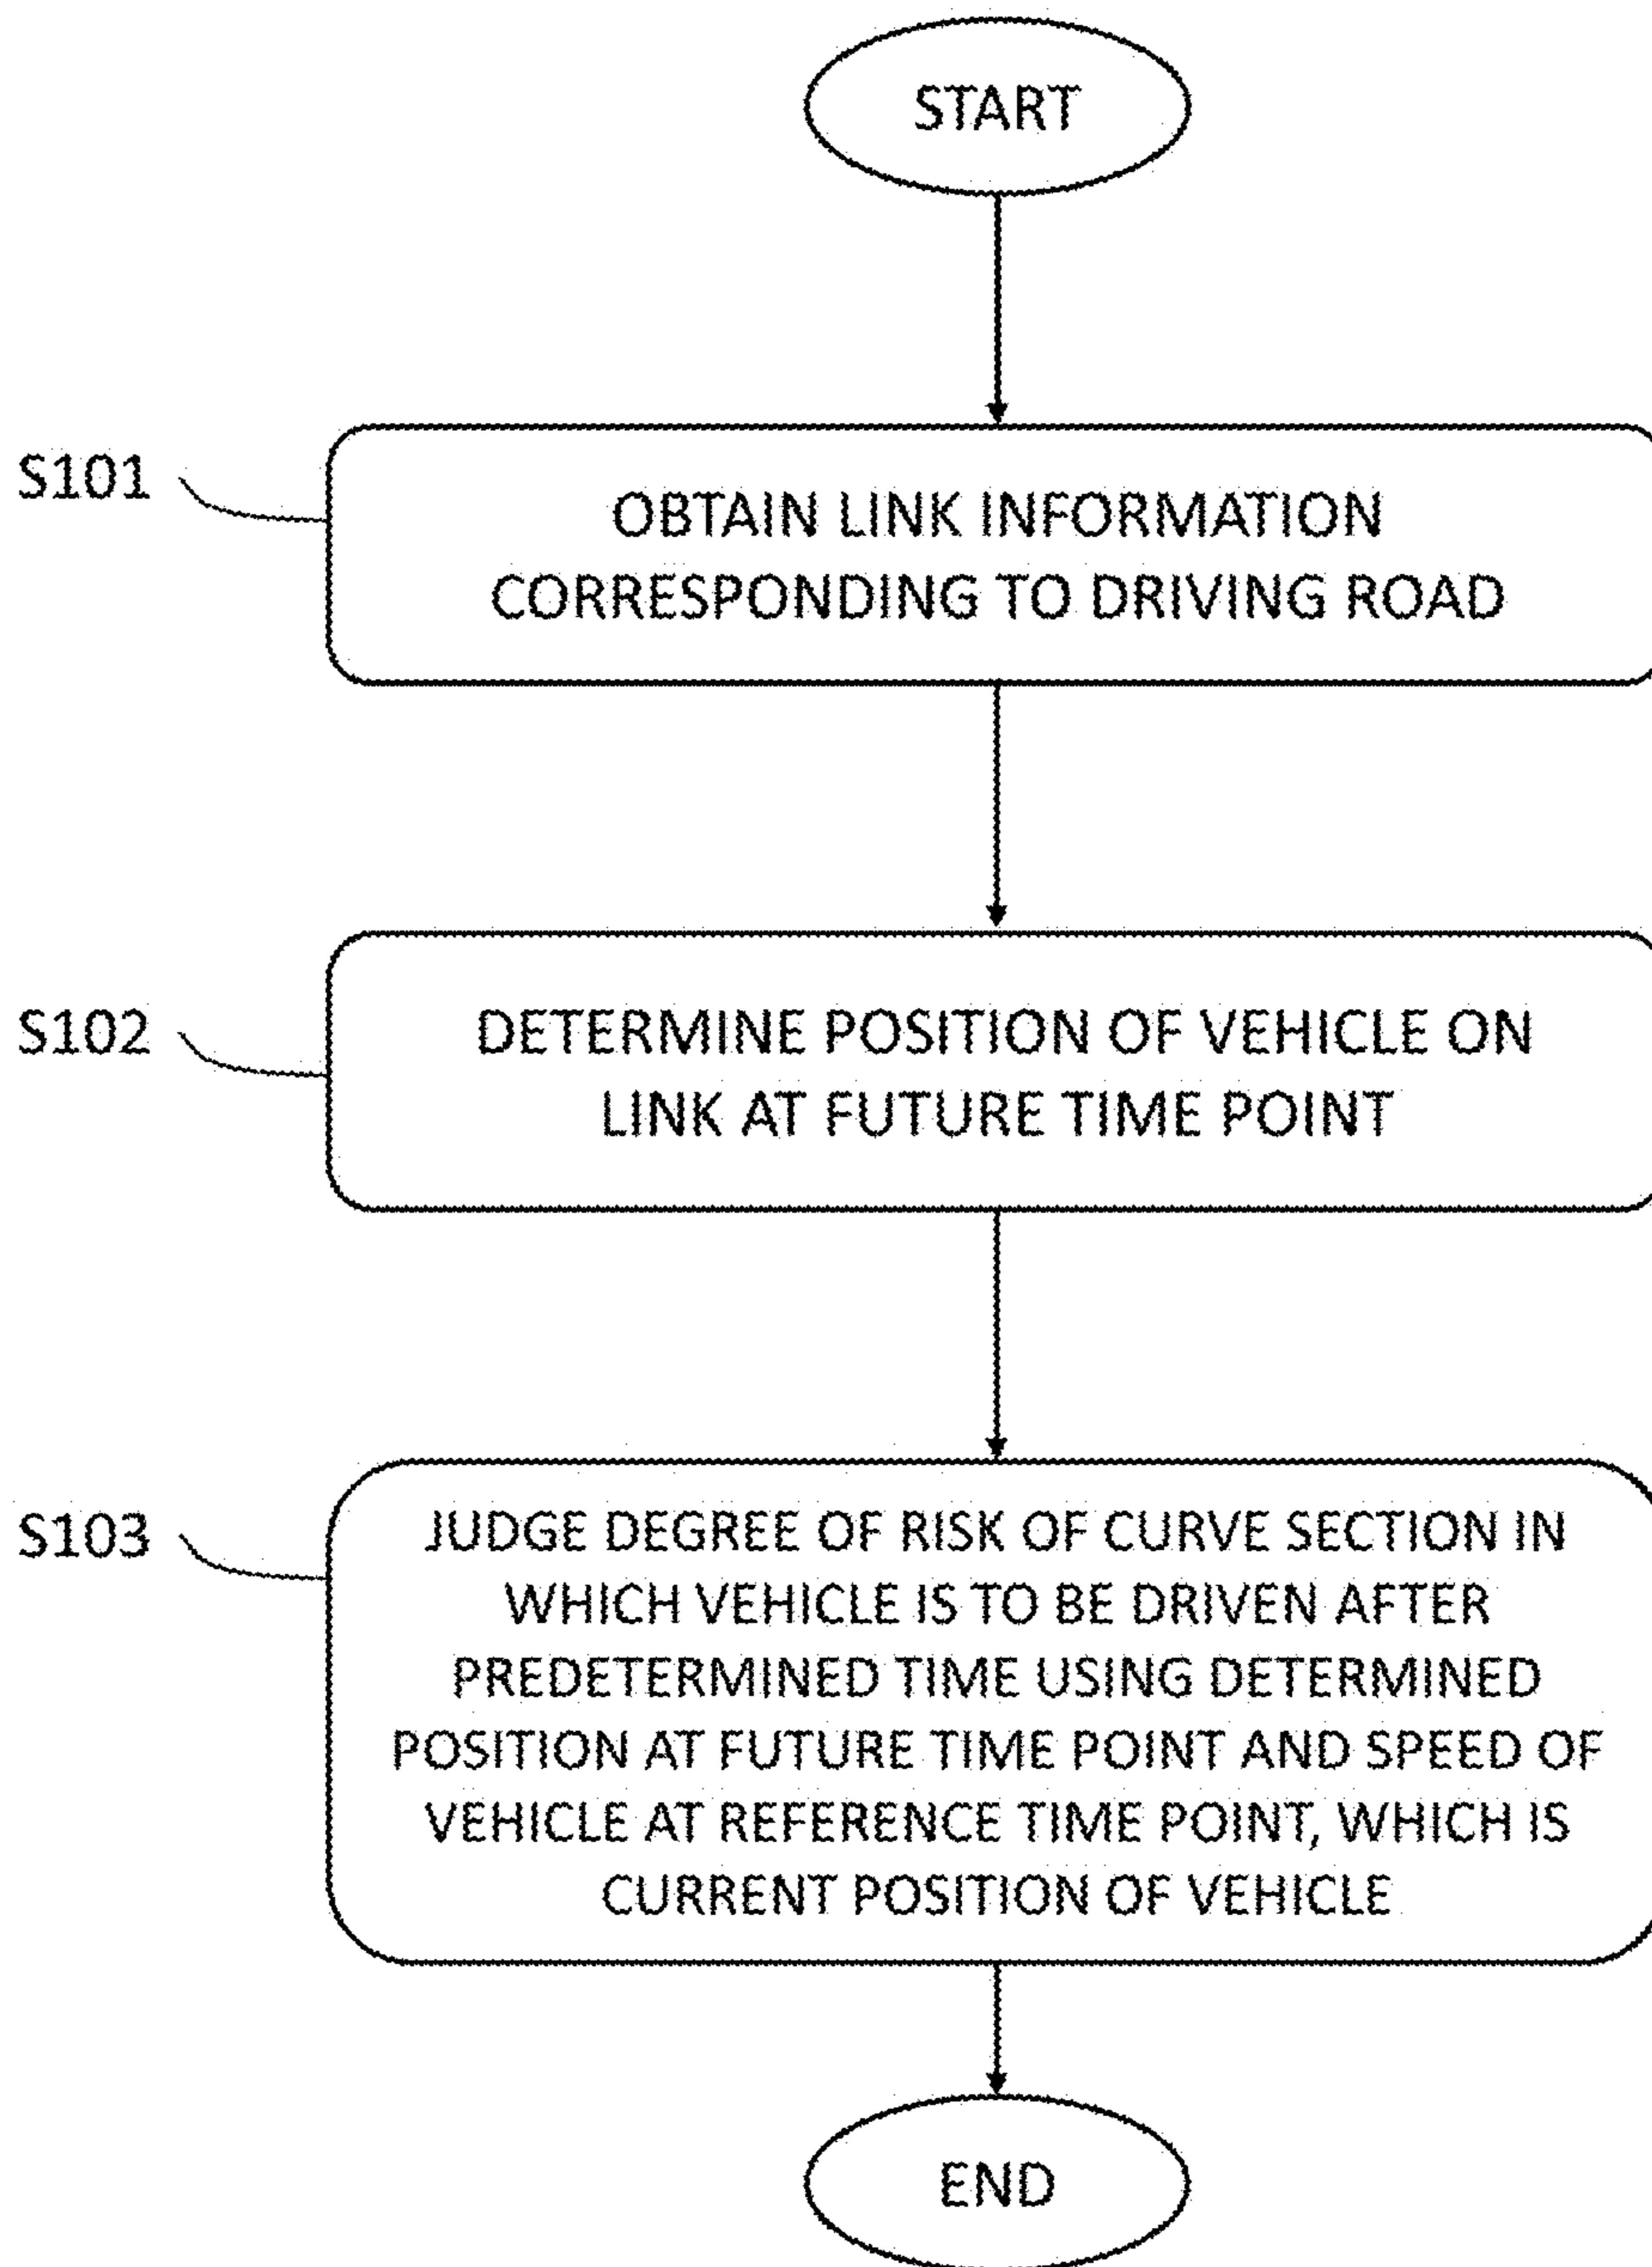 START
S101
OBTAIN LINK INFORMATION
CORRESPONDING TO DRIVING ROAD
S102
DETERMINE POSITION OF VEHICLE ON
LINK AT FUTURE TIME POINT
S103
JUDGE DEGREE OF RISK OF CURVE SECTION IN
WHICH VEHICLE IS TO BE DRIVEN AFTER
PREDETERMINED TIME USING DETERMINED
POSITION AT FUTURE TIME POINT AND SPEED OF
VEHICLE AT REFERENCE TIME POINT, WHICH IS
CURRENT POSITION OF VEHICLE
END